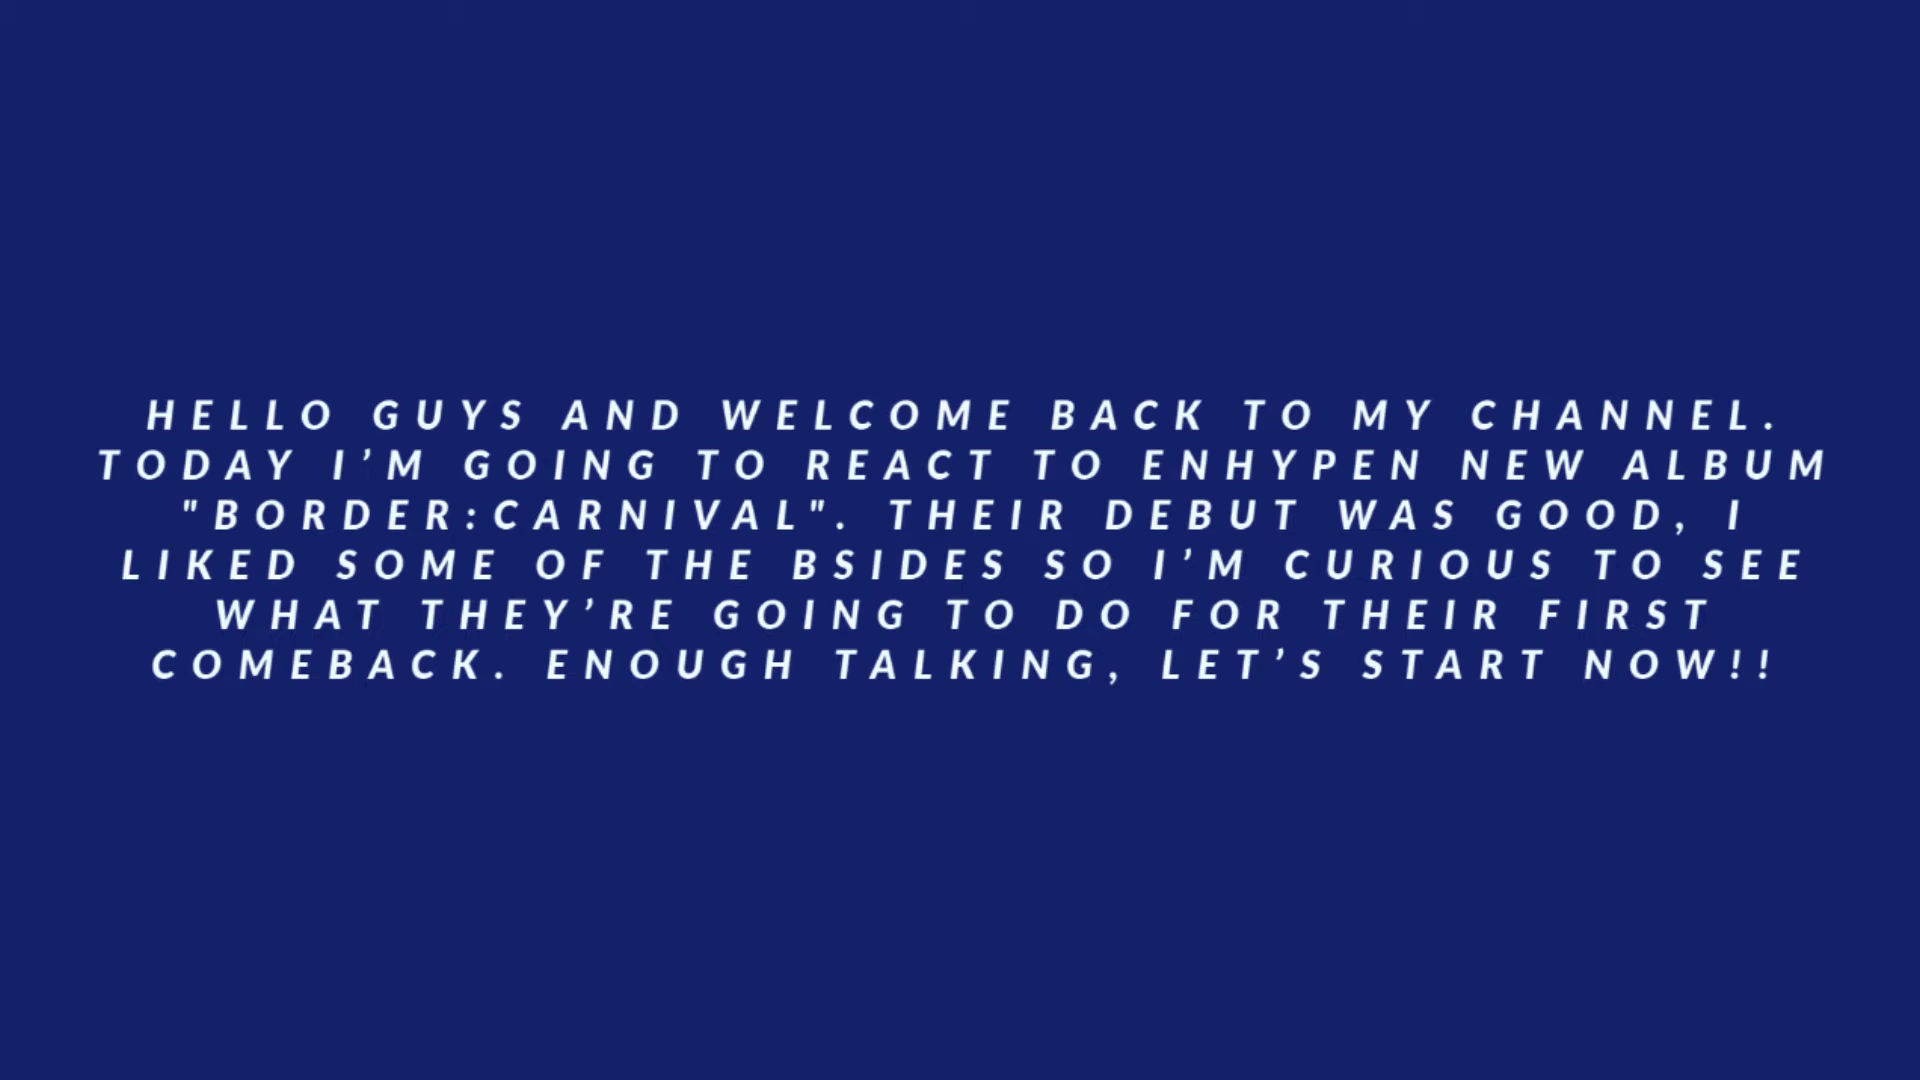 HELLO GUYS AND WELCOME BACK TO MY CHANNEL.
TODAY I’M GOING TO REACT TO ENHYPEN NEW ALBUM
"BORDER:CARNIVAL". THEIR DEBUT WAS GOOD, I
LIKED SOME OF THE BSIDES SO I’M CURIOUS TO SEE
WHAT THEY’RE GOING TO DO FOR THEIR FIRST
COMEBACK. ENOUGH TALKING, LET’S START NOW!!